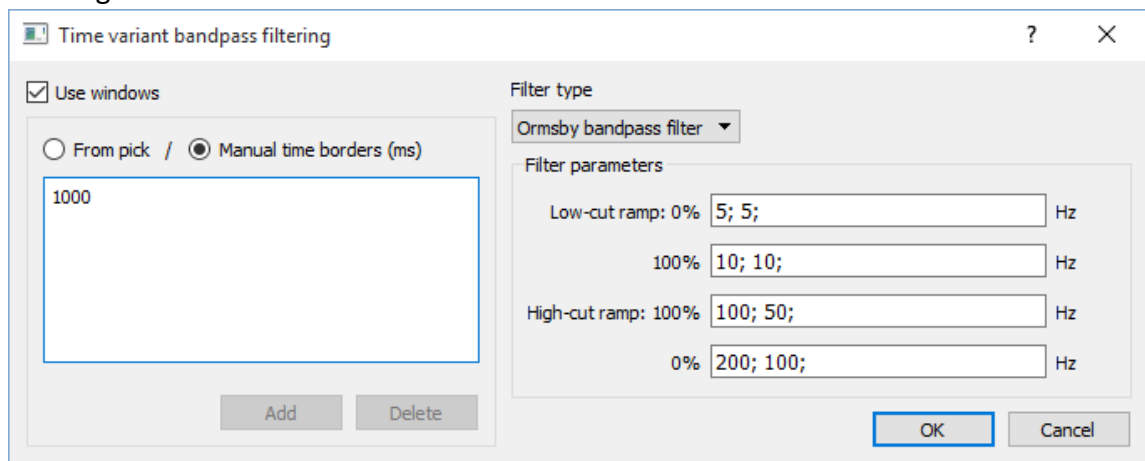 Time variant bandpass filtering
?
Use windows
From pick / Manual time borders (ms)
1000
Add
Delete
Filter type
Ormsby bandpass filter
Filter parameters
Low-cut ramp: 0% 5; 5; Hz
100% 10; 10; Hz
High-cut ramp: 100% 100; 50; Hz
0% 200; 100; Hz
OK
Cancel